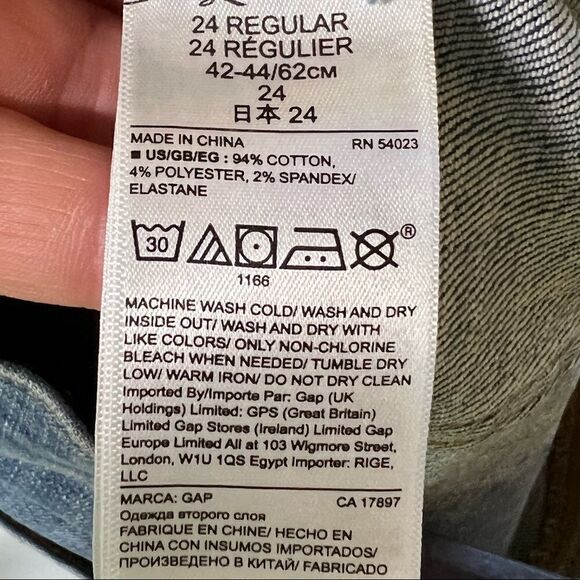 24 REGULAR
24 RÉGULIER
42-44/62CM
24
日本 24
MADE IN CHINA RN 54023
■ US/GB/EG : 94% COTTON,
4% POLYESTER, 2% SPANDEX/
ELASTANE
30 ®
1166
MACHINE WASH COLD/ WASH AND DRY
INSIDE OUT/ WASH AND DRY WITH
LIKE COLORS/ ONLY NON-CHLORINE
BLEACH WHEN NEEDED/ TUMBLE DRY
LOW/ WARM IRON/ DO NOT DRY CLEAN
Imported By/Importe Par: Gap (UK
Holdings) Limited: GPS (Great Britain)
Limited Gap Stores (Ireland) Limited Gap
Europe Limited All at 103 Wigmore Street,
London, W1U 1QS Egypt Importer: RIGE,
LLC
MARCA: GAP CA 17897
Одежда второго слоя
FABRIQUE EN CHINE/ HECHO EN
CHINA CON INSUMOS IMPORTADOS/
ПРОИЗВЕДЕНО В КИТАЙ/ FABRICADO